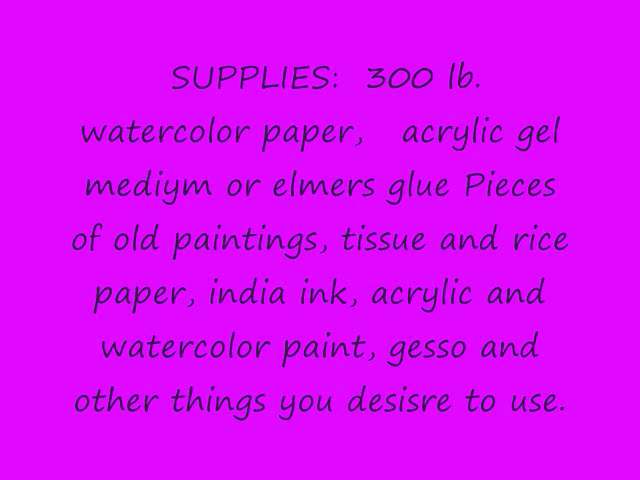 SUPPLIES: 300 lb.
watercolor paper, acrylic gel
mediym or elmers glue Pieces
of old paintings, tissue and rice
paper, india ink, acrylic and
watercolor paint, gesso and
other things you desisre to use.